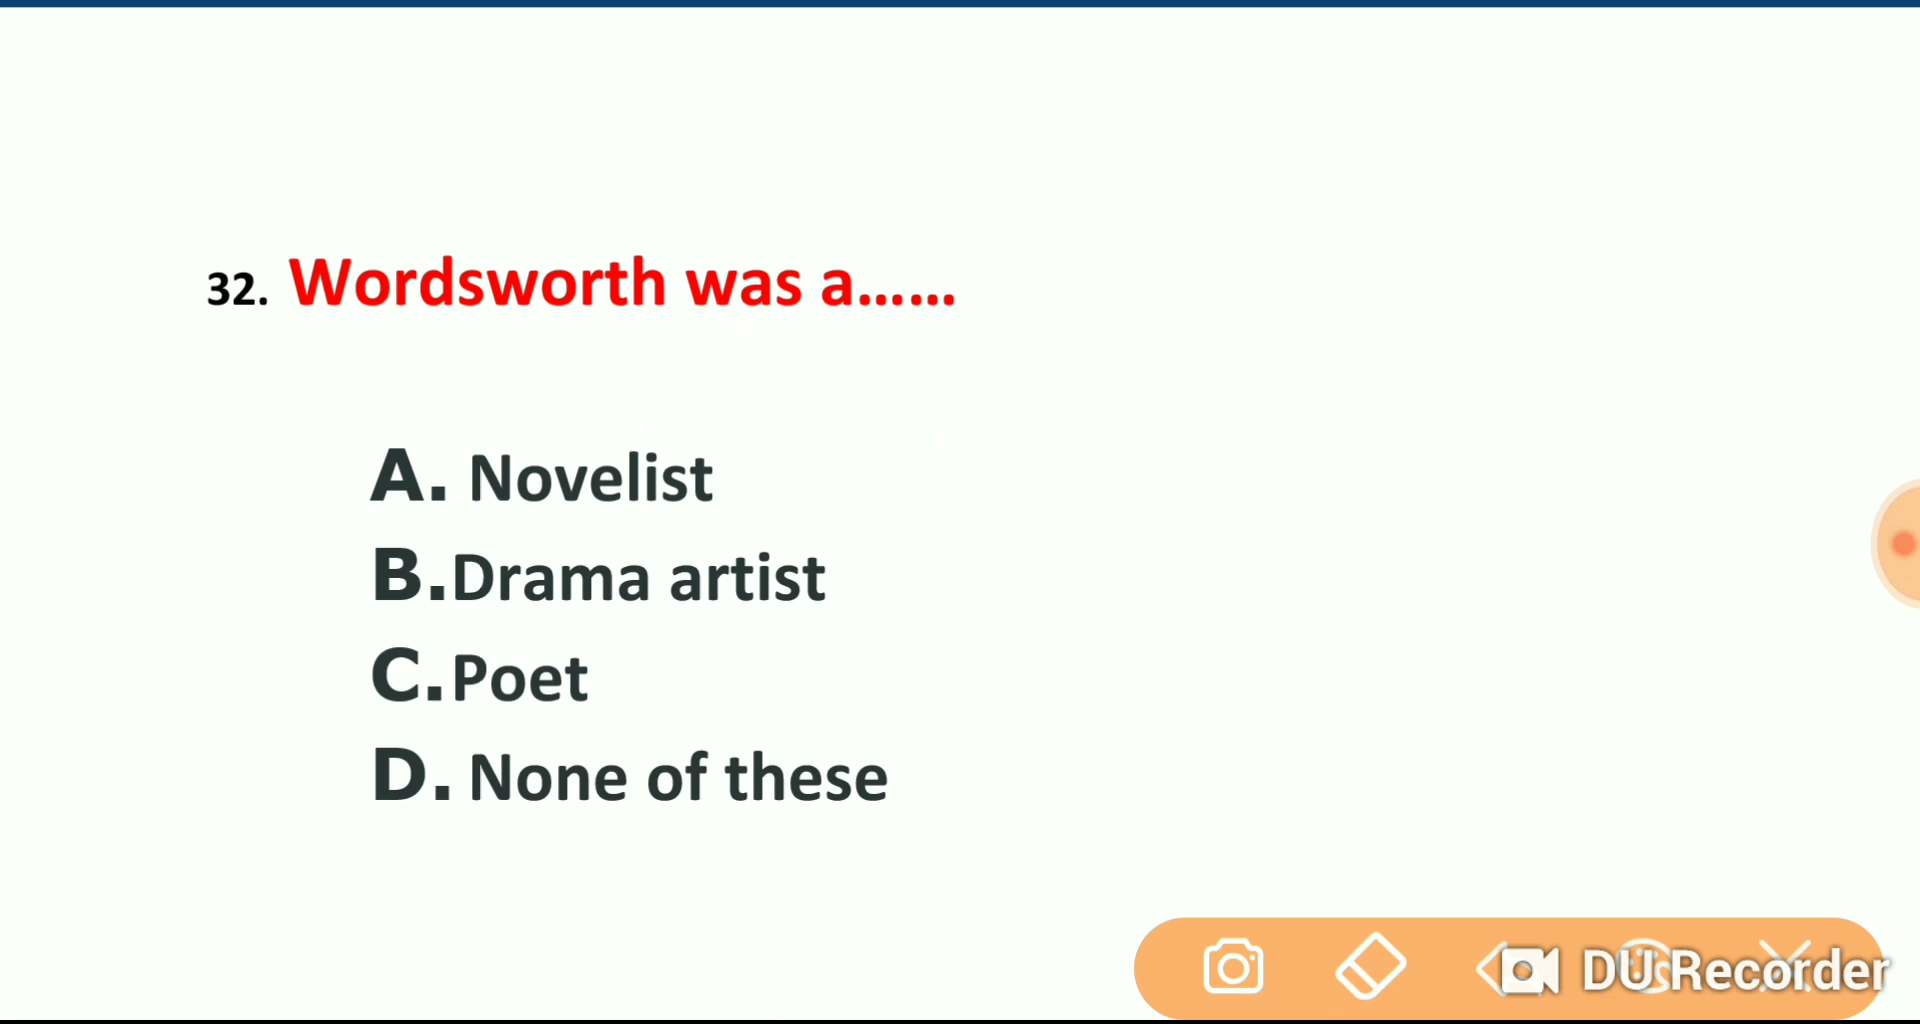 32. Wordsworth was a......
A. Novelist
B. Drama artist
C. Poet
D. None of these
DU Recorder